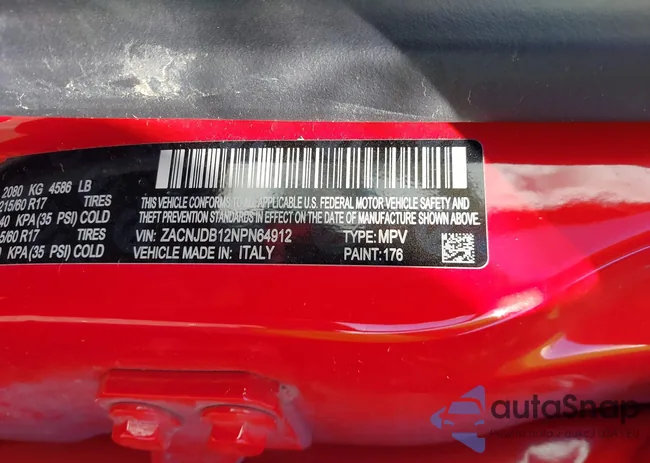 2080 KG 4586 LB
215/60 R17 TIRES
40 KPA(35 PSI) COLD
5/60 R17 TIRES
KPA(35 PSI) COLD
THIS VEHICLE CONFORMS TO ALL APPLICABLE U.S. FEDERAL MOTOR VEHICLE SAFETY AND
THEFT PREVENTION STANDARDS IN EFFECT ON THE DATE OF MANUFACTURE SHOWN ABOVE.
VIN: ZACNJDB12NPN64912 TYPE: MPV
VEHICLE MADE IN: ITALY PAINT: 176
autoSnap